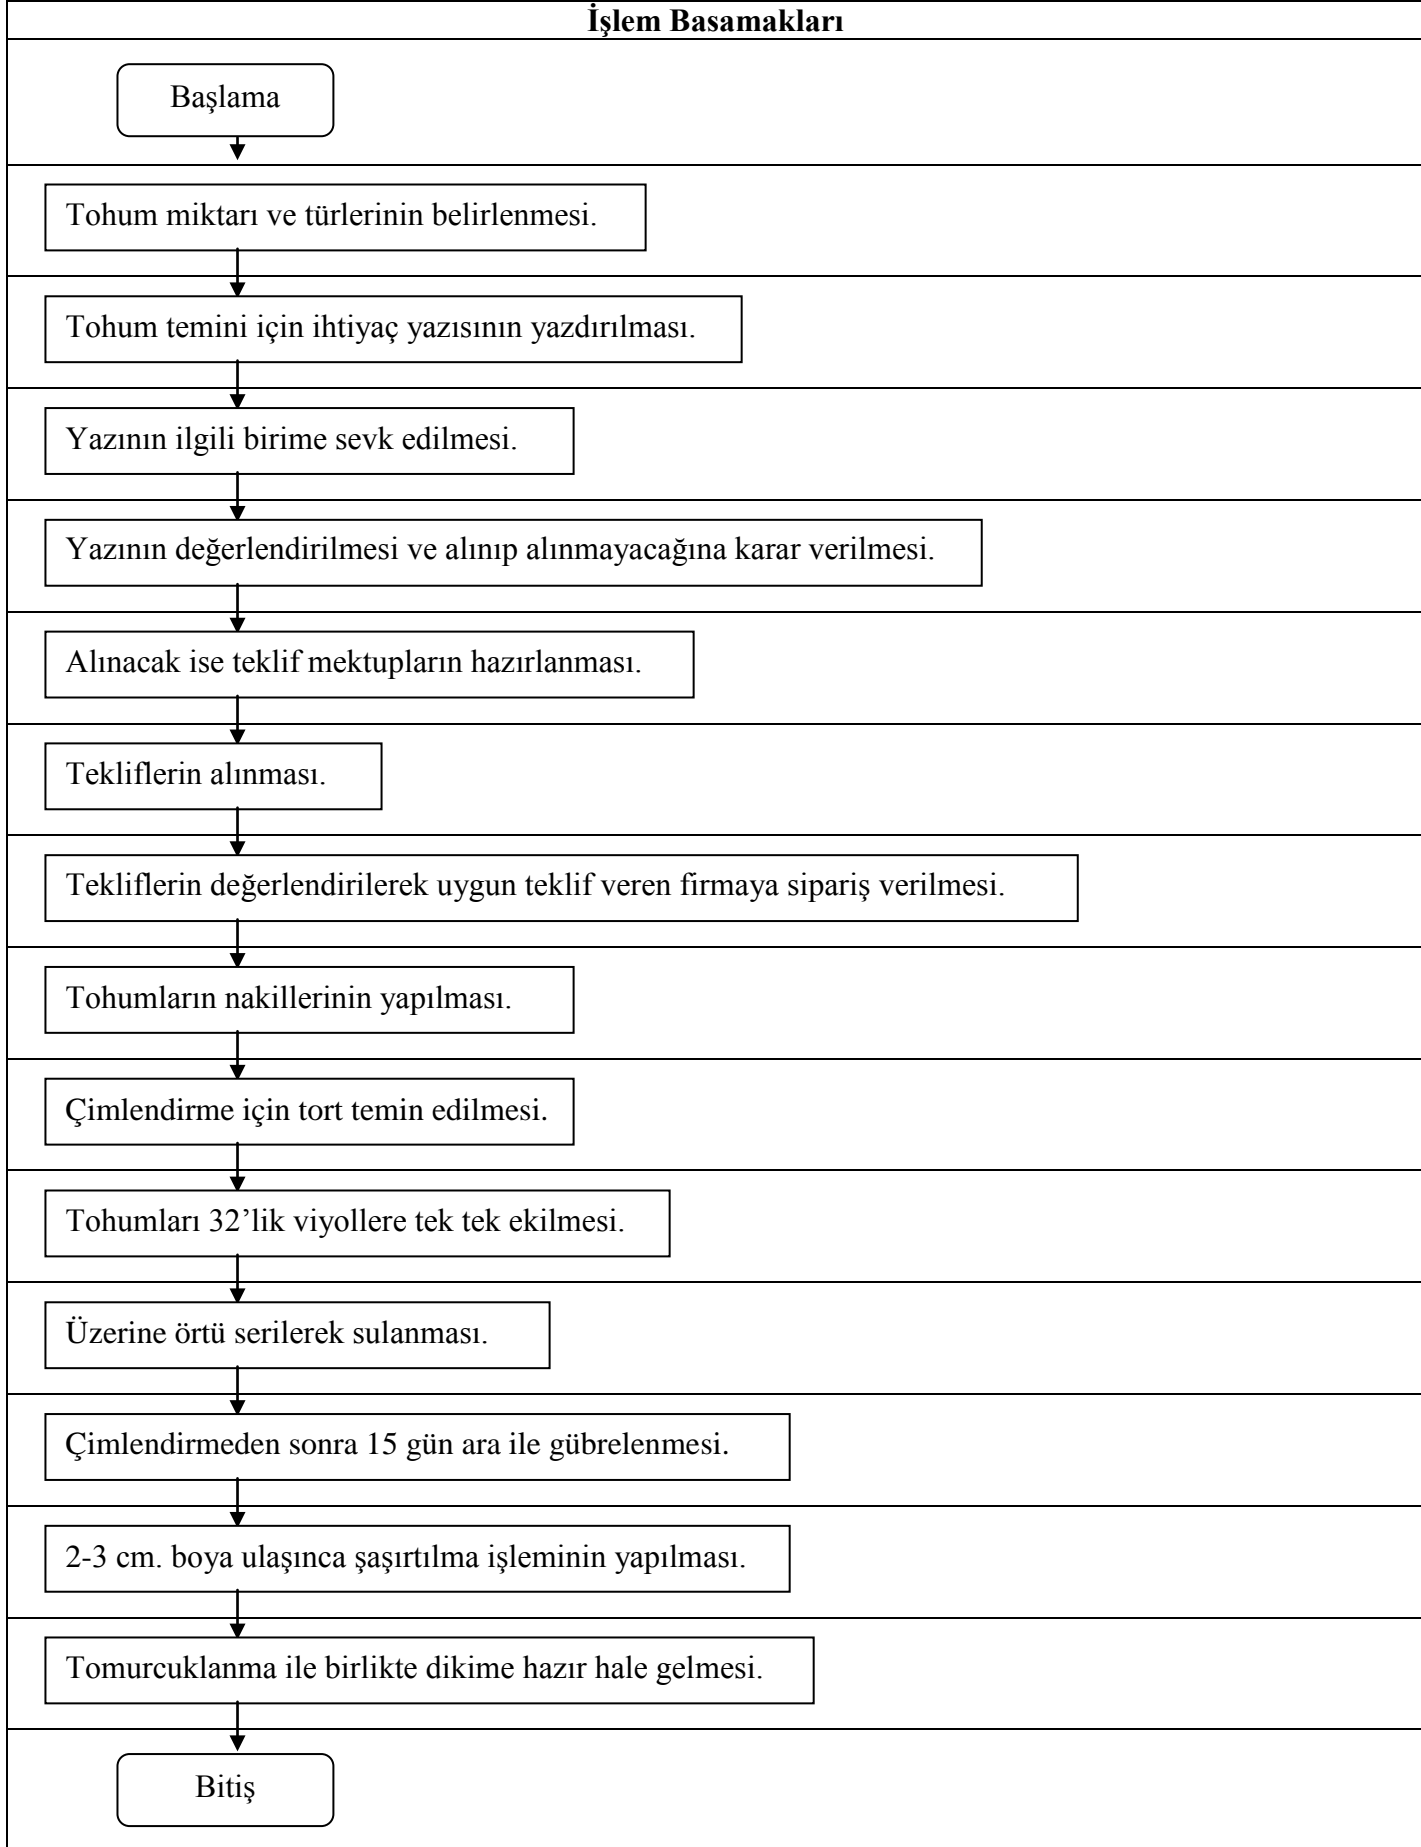 İşlem Basamakları
Başlama
Tohum miktarı ve türlerinin belirlenmesi.
Tohum temini için ihtiyaç yazısının yazdırılması.
Yazının ilgili birime sevk edilmesi.
Yazının değerlendirilmesi ve alınıp alınmayacağına karar verilmesi.
Alınacak ise teklif mektupların hazırlanması.
Tekliflerin alınması.
Tekliflerin değerlendirilerek uygun teklif veren firmaya sipariş verilmesi.
Tohumların nakillerinin yapılması.
Çimlendirme için tort temin edilmesi.
Tohumları 32’lik viyollere tek tek ekilmesi.
Üzerine örtü serilerek sulanması.
Çimlendirmeden sonra 15 gün ara ile gübrelenmesi.
2-3 cm. boya ulaşınca şaşırtılma işleminin yapılması.
Tomurcuklanma ile birlikte dikime hazır hale gelmesi.
Bitiş